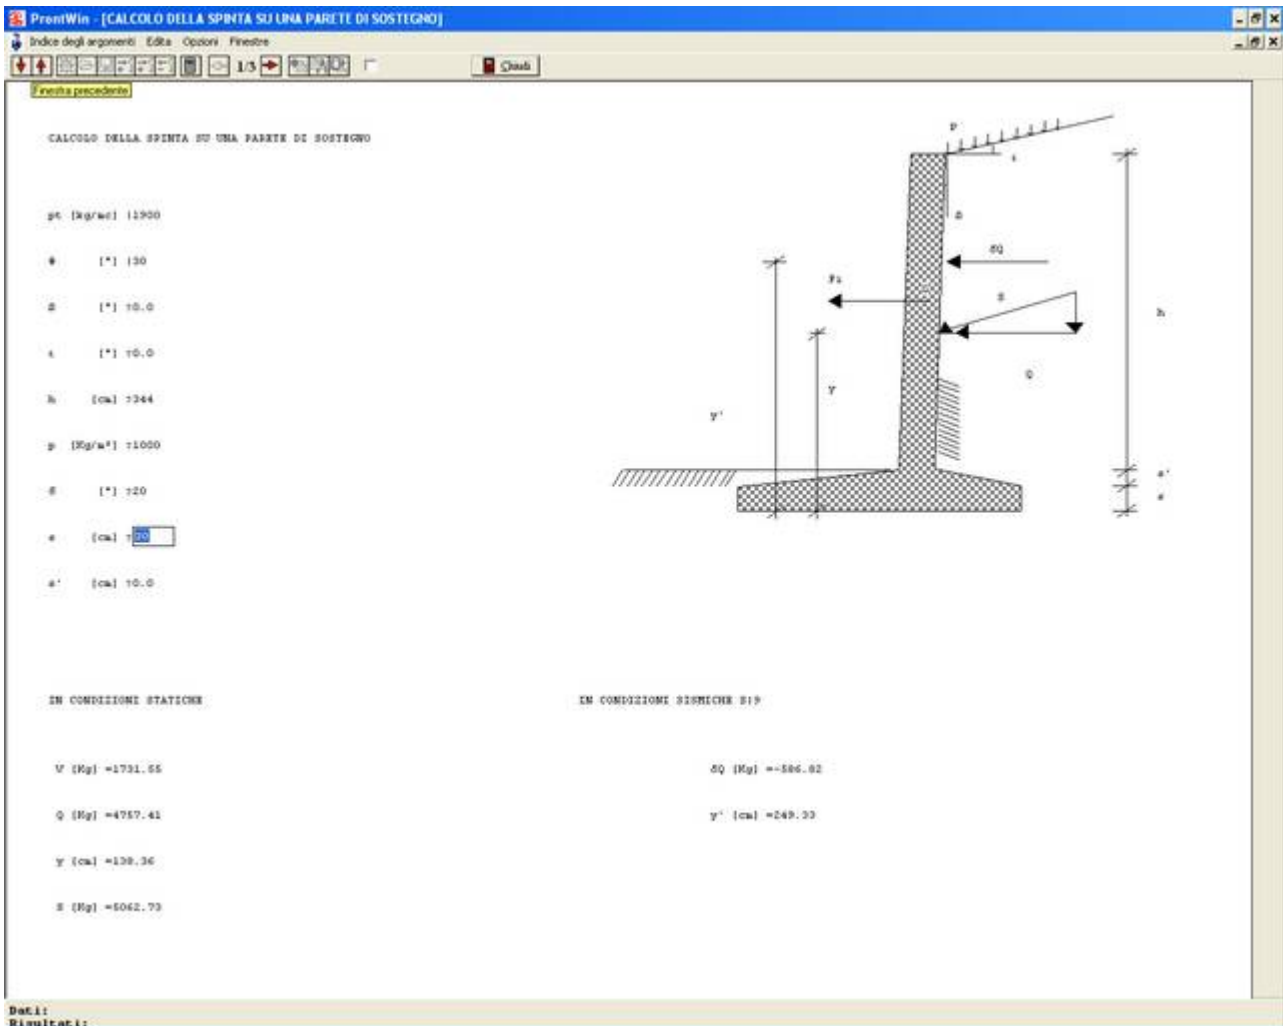 ProntWin - [CALCOLO DELLA SPINTA SU UNA PARETE DI SOSTEGNO]
Indice degli argomenti Edita Opzioni Finestre
1/3 Chiudi
Finestra precedente
CALCOLO DELLA SPINTA SU UNA PARETE DI SOSTEGNO
pt [kg/mc] :1900
[°] :30
[°] ?0.0
[°] ?0.0
h [cm] ?344
p [Kg/m²] ?1000
δ [°] ?20
s [cm] ?20
s' [cm] ?0.0
p
δQ
S
h
Q
y
y'
s'
s
IN CONDIZIONI STATICHE
IN CONDIZIONI SISMICHE S:9
V [Kg] =1731.55
δQ [Kg] =-586.82
Q [Kg] =4757.41
y' [cm] =249.33
y [cm] =138.36
S [Kg] =5062.73
Dati:
Risultati: